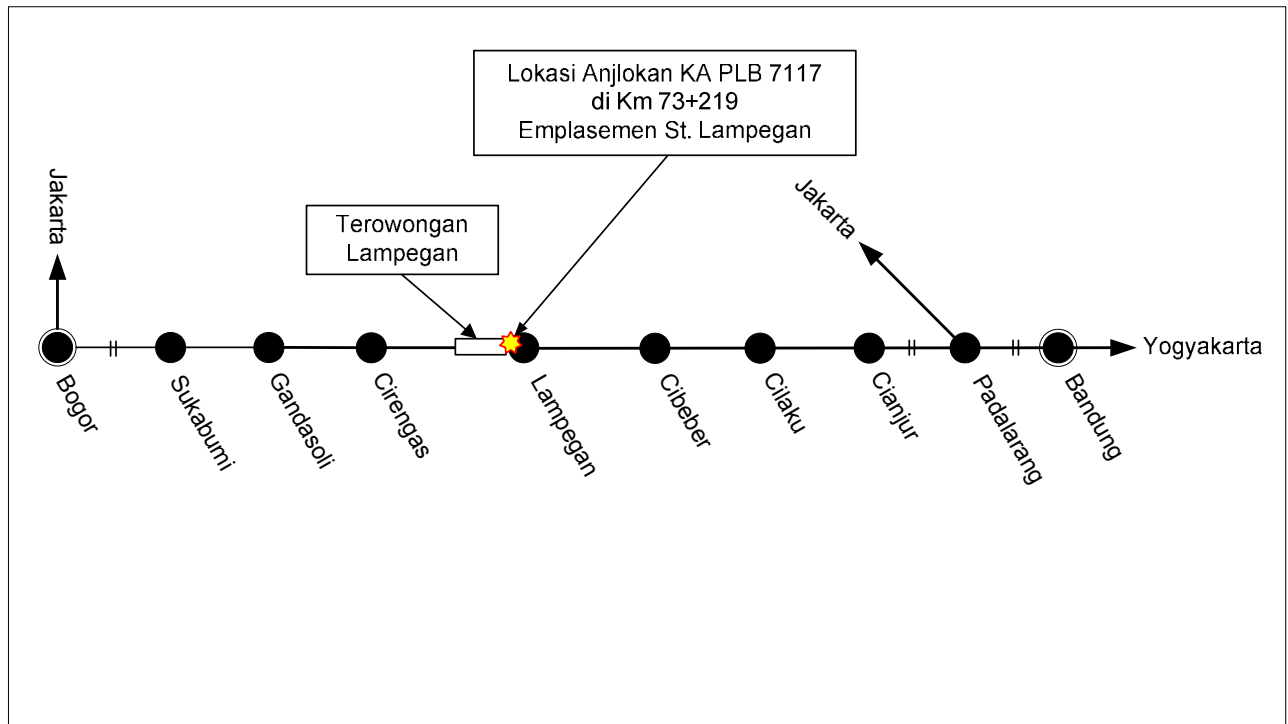 Lokasi Anjlokan KA PLB 7117
di Km 73+219
Emplasemen St. Lampegan
Jakarta
Jakarta
Terowongan
Lampegan
Yogyakarta
Bogor
Sukabumi
Gandasoli
Cirengas
Lampegan
Cibeber
Cilaku
Cianjur
Padalarang
Bandung